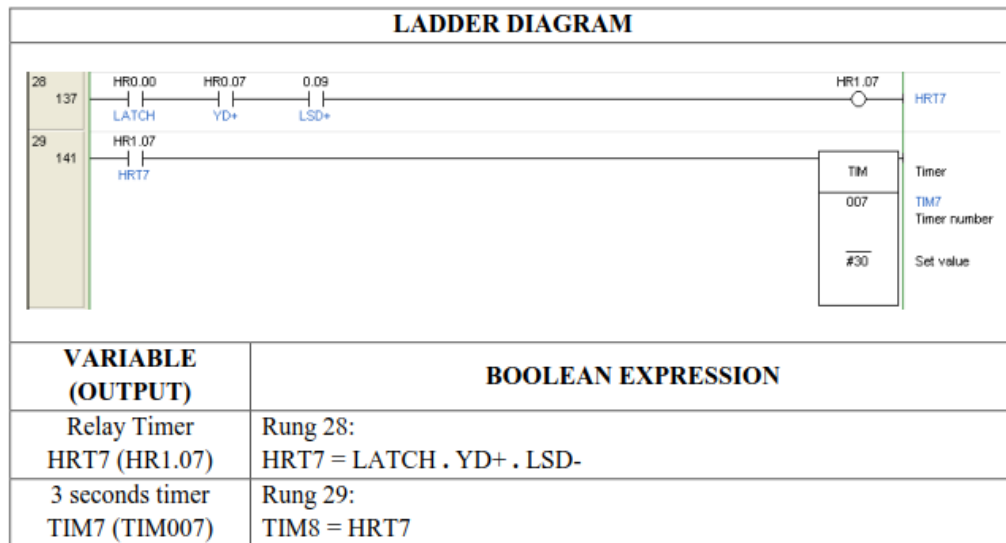 LADDER DIAGRAM
28
137
HR0.00 HR0.07 0.09 HR1.07
LATCH YD+ LSD+ HRT7
29
141
HR1.07
HRT7
TIM Timer
007 TIM7
Timer number
#30 Set value
VARIABLE
(OUTPUT)
BOOLEAN EXPRESSION
Relay Timer
HRT7 (HR1.07)
Rung 28:
HRT7 = LATCH . YD+ . LSD-
3 seconds timer
TIM7 (TIM007)
Rung 29:
TIM8 = HRT7